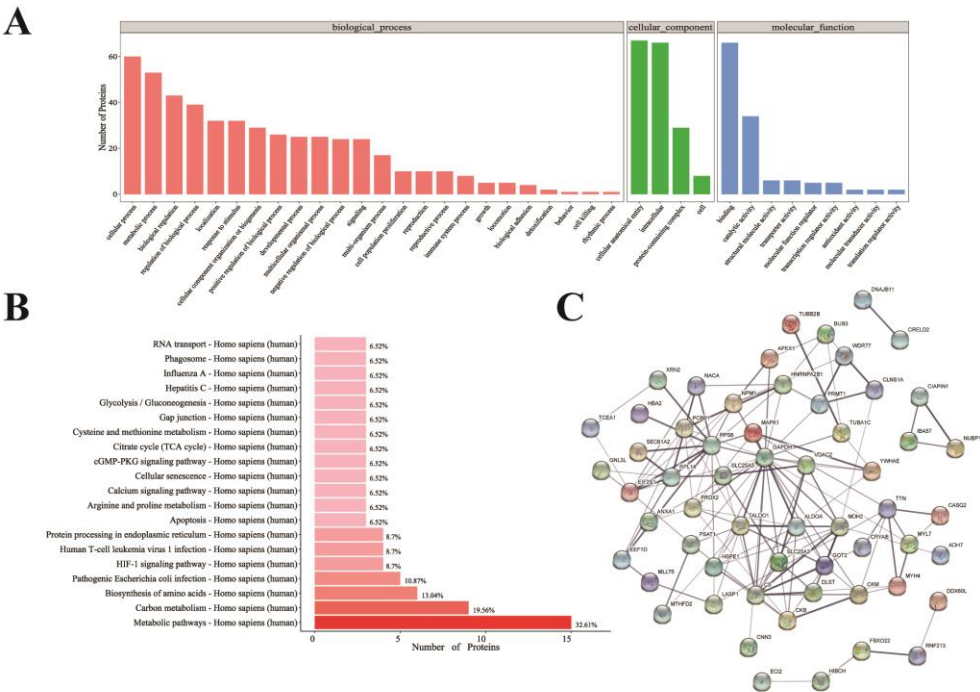 A
biological_process
cellular_component
molecular_function
Number of Proteins
60
40
20
0
cellular process
metabolic process
biological regulation
regulation of biological process
localization
response to stimulus
cellular component organization or biogenesis
positive regulation of biological process
developmental process
multicellular organismal process
negative regulation of biological process
signaling
multi-organism process
cell population proliferation
reproduction
reproductive process
immune system process
growth
locomotion
biological adhesion
detoxification
behavior
cell killing
rhythmic process
cellular anatomical entity
intracellular
protein-containing complex
cell
binding
catalytic activity
structural molecule activity
transporter activity
molecular function regulator
transcription regulator activity
antioxidant activity
molecular transducer activity
translation regulator activity
B
RNA transport - Homo sapiens (human) 6.52%
Phagosome - Homo sapiens (human) 6.52%
Influenza A - Homo sapiens (human) 6.52%
Hepatitis C - Homo sapiens (human) 6.52%
Glycolysis / Gluconeogenesis - Homo sapiens (human) 6.52%
Gap junction - Homo sapiens (human) 6.52%
Cysteine and methionine metabolism - Homo sapiens (human) 6.52%
Citrate cycle (TCA cycle) - Homo sapiens (human) 6.52%
cGMP-PKG signaling pathway - Homo sapiens (human) 6.52%
Cellular senescence - Homo sapiens (human) 6.52%
Calcium signaling pathway - Homo sapiens (human) 6.52%
Arginine and proline metabolism - Homo sapiens (human) 6.52%
Apoptosis - Homo sapiens (human) 6.52%
Protein processing in endoplasmic reticulum - Homo sapiens (human) 8.7%
Human T-cell leukemia virus 1 infection - Homo sapiens (human) 8.7%
HIF-1 signaling pathway - Homo sapiens (human) 8.7%
Pathogenic Escherichia coli infection - Homo sapiens (human) 10.87%
Biosynthesis of amino acids - Homo sapiens (human) 13.04%
Carbon metabolism - Homo sapiens (human) 19.56%
Metabolic pathways - Homo sapiens (human) 32.61%
0 5 10 15
Number of Proteins
C
DNAJB11
CRELD2
TUBB2B
BUB3
APEX1
WDR77
XRN2
NACA
HNRNPA2B1
CLNS1A
HBA2
NPM1
PRMT1
CIAPIN1
TCEA1
PCBP1
MAPK1
TUBA1C
IBA57
NUBP1
SEC61A2
RPSB
GAPDH
GNL3L
SLC25A5
VDAC2
YWHAE
EIF2S1
RPL14
PRDX2
TTN
CASQ2
ANXA1
TALDO1
ALDOA
MDH2
MYL7
PSAT1
CRYAB
ADH7
EEF1D
HSPE1
SLC25A3
GOT2
MLLT6
DLST
MYH4
MTHFD2
LASP1
CS
CKM
DDX60L
CKB
CNN3
FBXO22
RNF213
ECI2
HIBCH